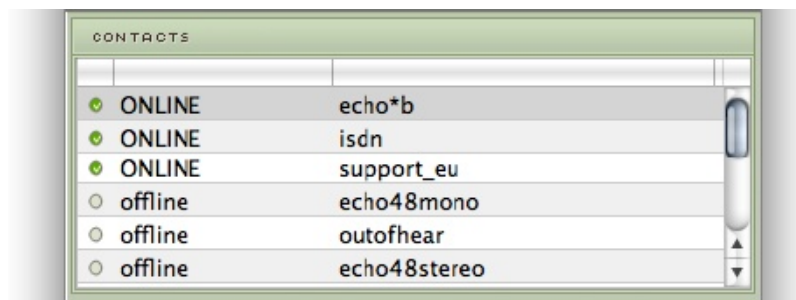 CONTACTS
ONLINE echo*b
ONLINE isdn
ONLINE support_eu
offline echo48mono
offline outofhear
offline echo48stereo